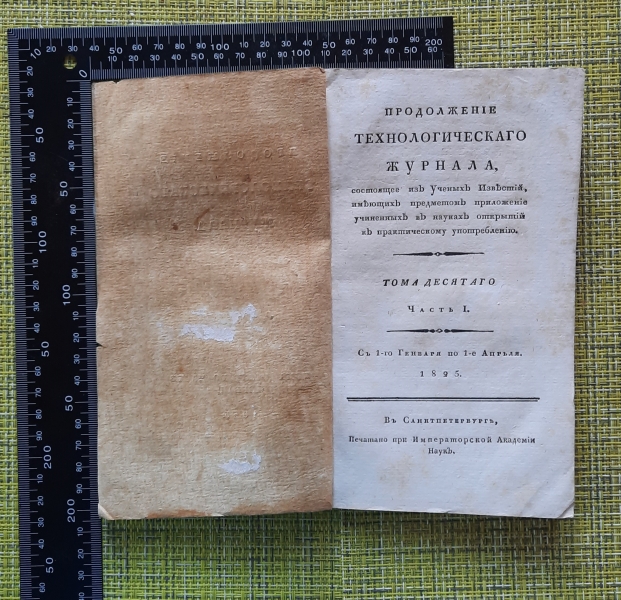 ПРОДОЛЖЕНІЕ
ТЕХНОЛОГИЧЕСКАГО
ЖУРНАЛА,
состоящее изъ Ученыхъ Извѣстій,
имѣющихъ предметомъ приложеніе
учиненныхъ въ наукахъ открытій
къ практическому употребленію.
ТОМА ДЕСЯТАГО
ЧАСТЬ I.
Съ 1-го Генваря по 1-е Апрѣля.
1825.
Въ Санктпетербургѣ,
Печатано при Императорской Академіи
Наукъ.